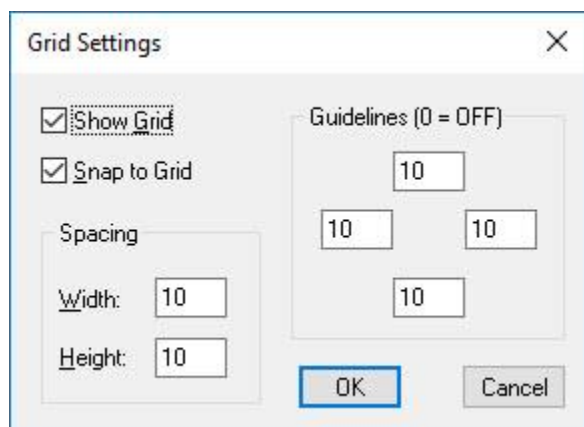 Grid Settings
Show Grid
Snap to Grid
Spacing
Width: 10
Height: 10
Guidelines (0 = OFF)
10
10 10
10
OK Cancel